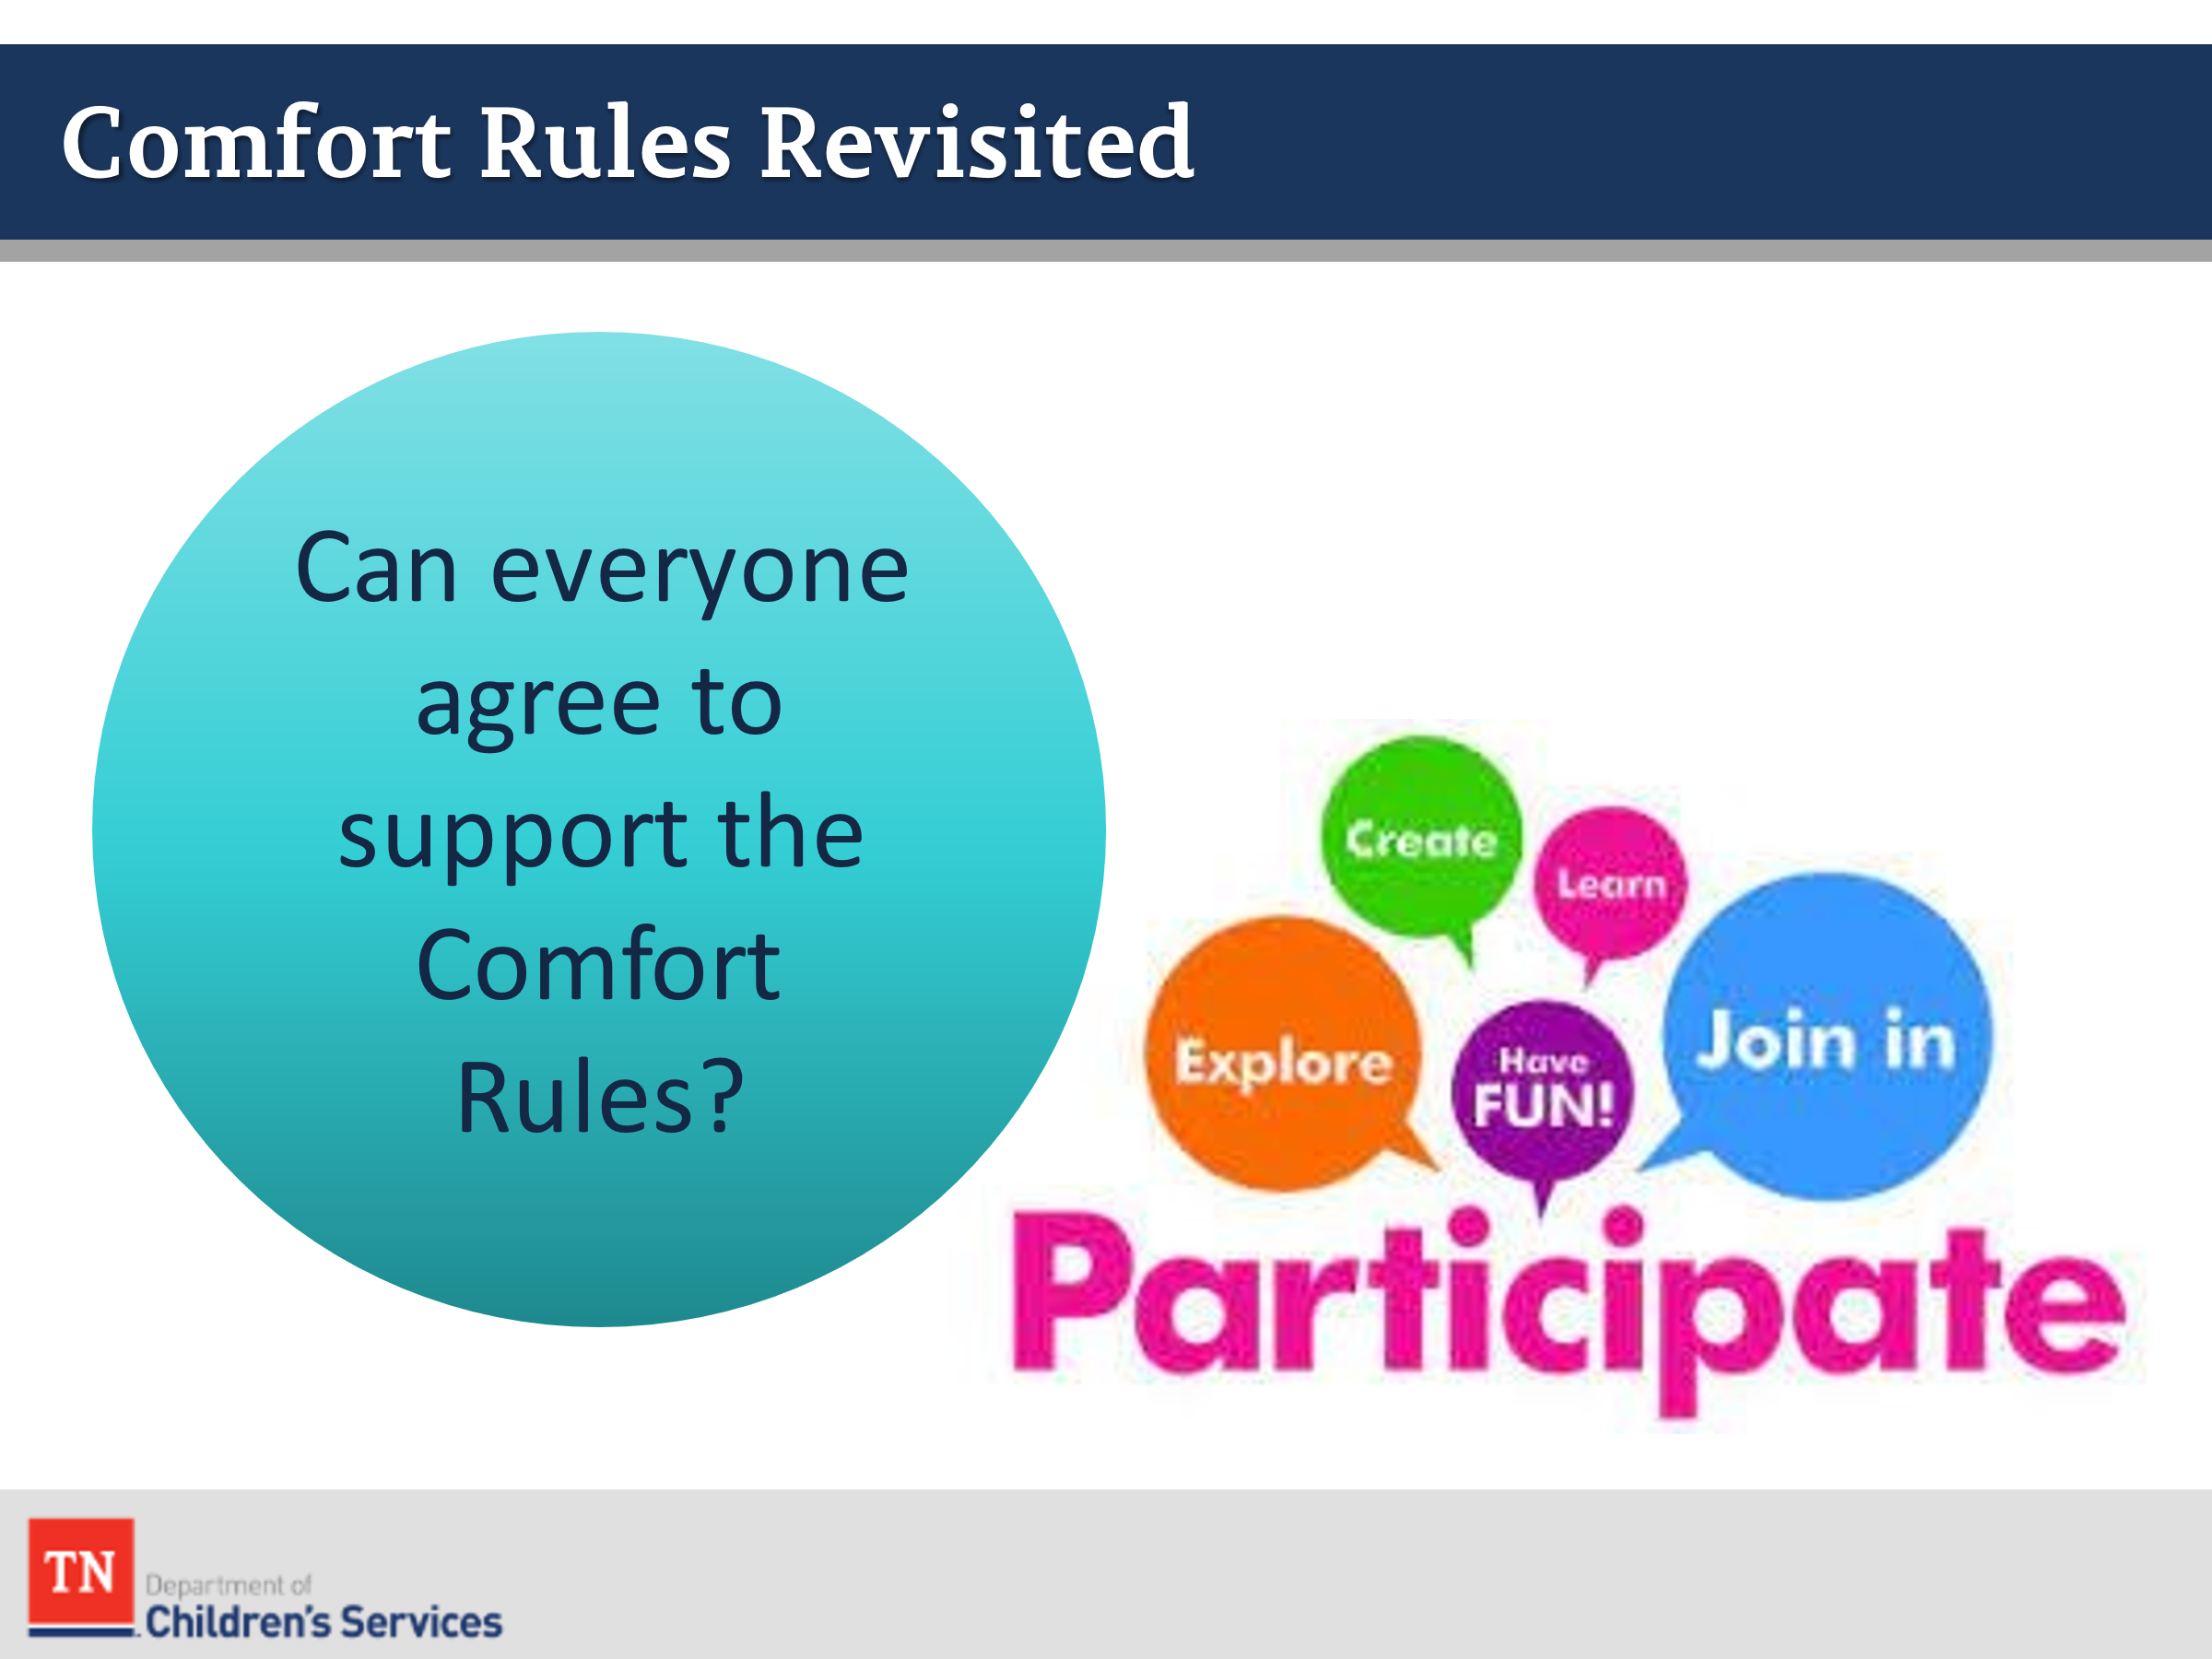 Comfort Rules Revisited
Can everyone
agree to
support the
Comfort
Rules?
Create
Learn
Explore
Have
FUN!
Join in
Participate
TN
Department of
Children's Services